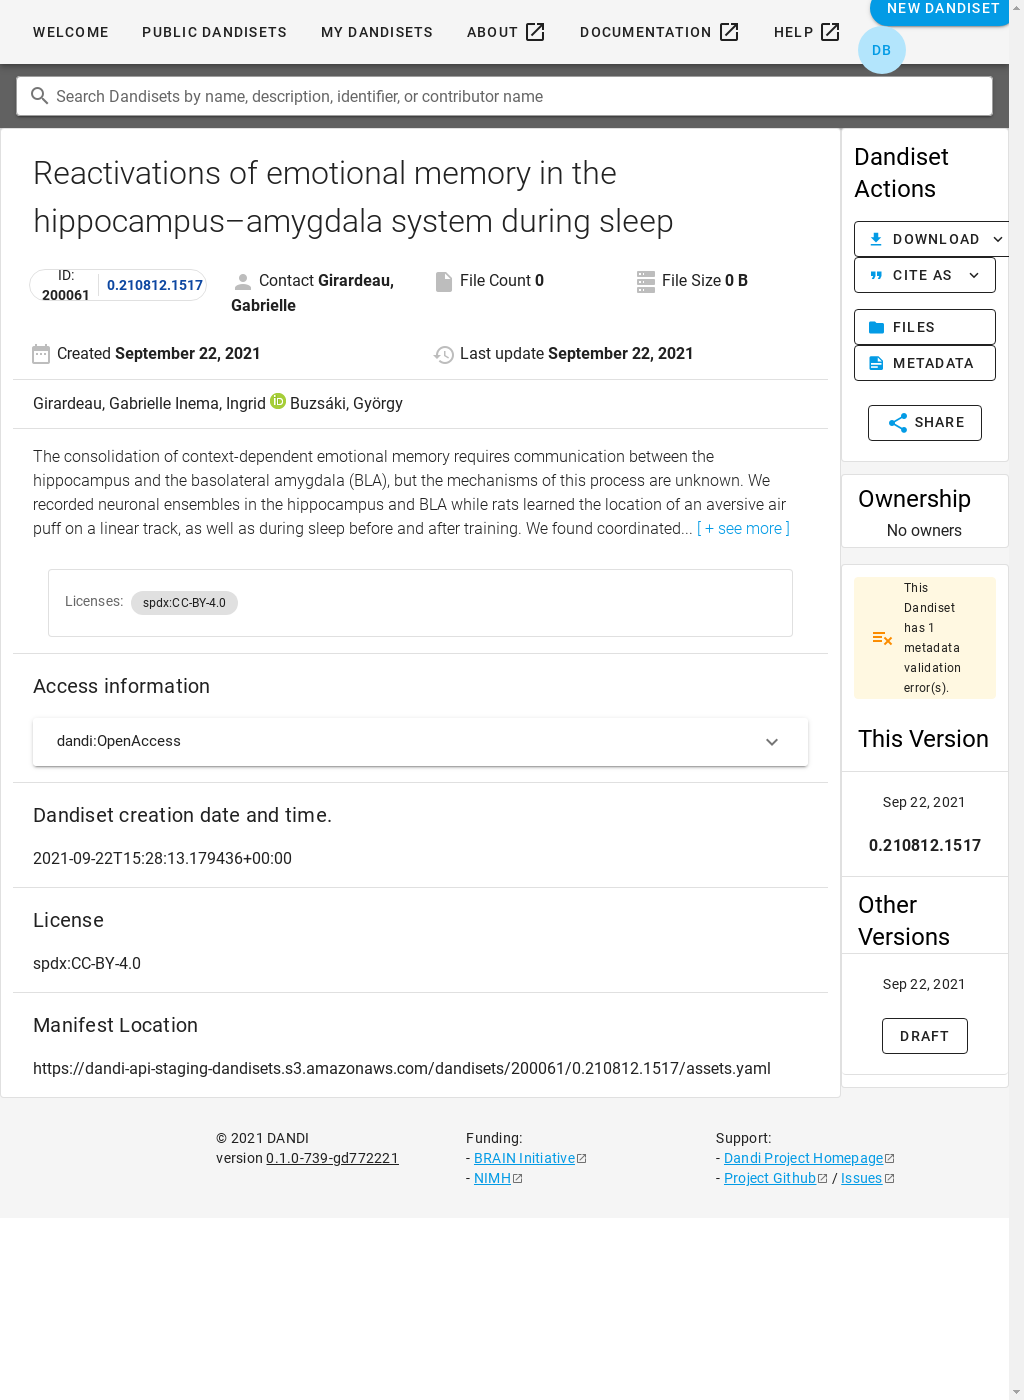 WELCOME PUBLIC DANDISETS MY DANDISETS ABOUT DOCUMENTATION HELP NEW DANDISET
DB
Search Dandisets by name, description, identifier, or contributor name
Reactivations of emotional memory in the
hippocampus–amygdala system during sleep
ID:
200061
0.210812.1517
Contact Girardeau,
Gabrielle
File Count 0
File Size 0 B
Created September 22, 2021
Last update September 22, 2021
Girardeau, Gabrielle Inema, Ingrid iD Buzsáki, György
The consolidation of context-dependent emotional memory requires communication between the
hippocampus and the basolateral amygdala (BLA), but the mechanisms of this process are unknown. We
recorded neuronal ensembles in the hippocampus and BLA while rats learned the location of an aversive air
puff on a linear track, as well as during sleep before and after training. We found coordinated... [ + see more ]
Licenses: spdx:CC-BY-4.0
Access information
dandi:OpenAccess
Dandiset creation date and time.
2021-09-22T15:28:13.179436+00:00
License
spdx:CC-BY-4.0
Manifest Location
https://dandi-api-staging-dandisets.s3.amazonaws.com/dandisets/200061/0.210812.1517/assets.yaml
Dandiset
Actions
DOWNLOAD
CITE AS
FILES
METADATA
SHARE
Ownership
No owners
This
Dandiset
has 1
metadata
validation
error(s).
This Version
Sep 22, 2021
0.210812.1517
Other
Versions
Sep 22, 2021
DRAFT
© 2021 DANDI
version 0.1.0-739-gd772221
Funding:
- BRAIN Initiative
- NIMH
Support:
- Dandi Project Homepage
- Project Github / Issues